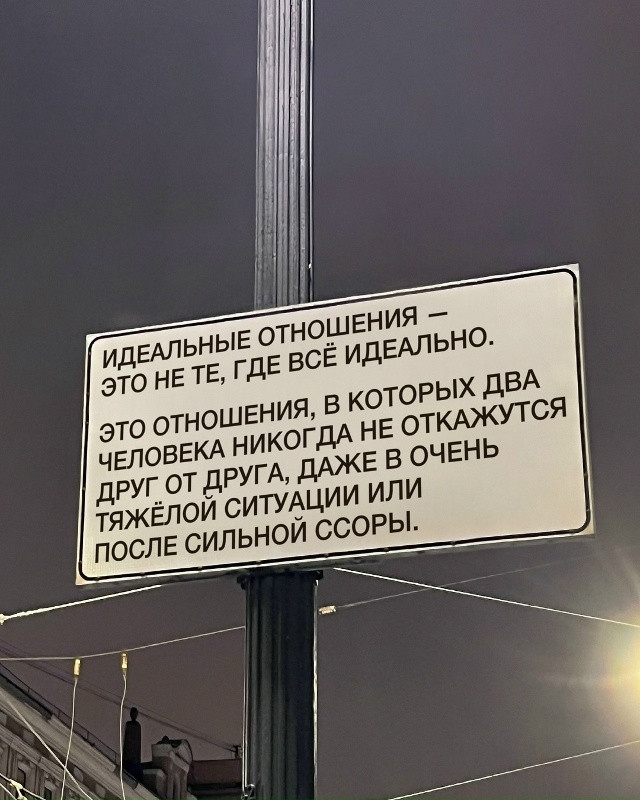 ИДЕАЛЬНЫЕ ОТНОШЕНИЯ –
ЭТО НЕ ТЕ, ГДЕ ВСЁ ИДЕАЛЬНО.
ЭТО ОТНОШЕНИЯ, В КОТОРЫХ ДВА
ЧЕЛОВЕКА НИКОГДА НЕ ОТКАЖУТСЯ
ДРУГ ОТ ДРУГА, ДАЖЕ В ОЧЕНЬ
ТЯЖЁЛОЙ СИТУАЦИИ ИЛИ
ПОСЛЕ СИЛЬНОЙ ССОРЫ.